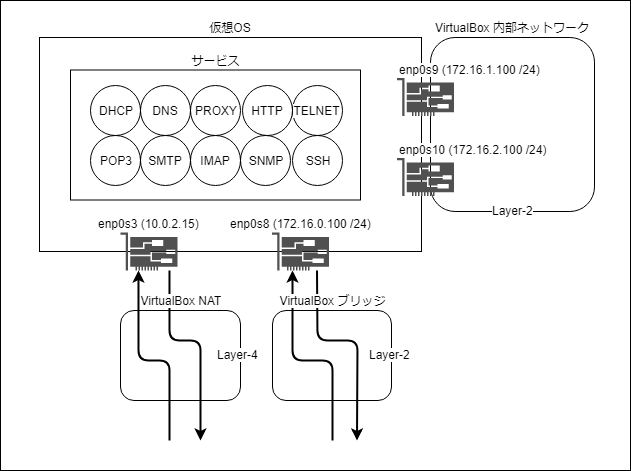 仮想OS
VirtualBox 内部ネットワーク
サービス
enp0s9 (172.16.1.100 /24)
DHCP
DNS
PROXY
HTTP
TELNET
enp0s10 (172.16.2.100 /24)
POP3
SMTP
IMAP
SNMP
SSH
Layer-2
enp0s3 (10.0.2.15)
enp0s8 (172.16.0.100 /24)
VirtualBox NAT
VirtualBox ブリッジ
Layer-4
Layer-2